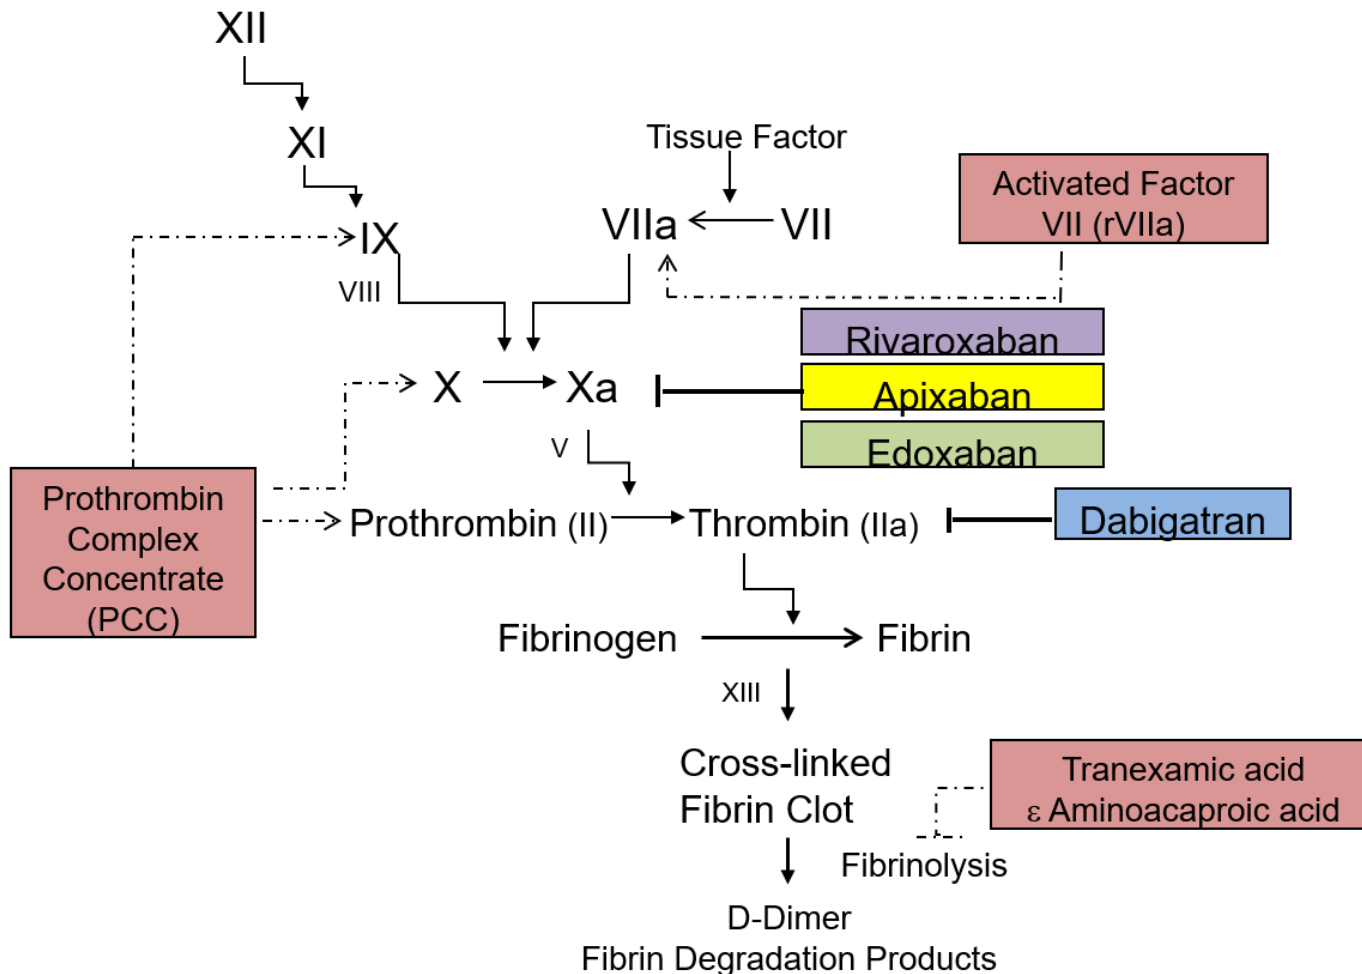 XII
XI
Tissue Factor
Activated Factor
VII (rVIIa)
IX
VIIa
VII
VIII
Rivaroxaban
X
Xa
Apixaban
V
Edoxaban
Prothrombin
Complex
Concentrate
(PCC)
Prothrombin (II)
Thrombin (IIa)
Dabigatran
Fibrinogen
Fibrin
XIII
Cross-linked
Fibrin Clot
Tranexamic acid
ε Aminoacaproic acid
Fibrinolysis
D-Dimer
Fibrin Degradation Products